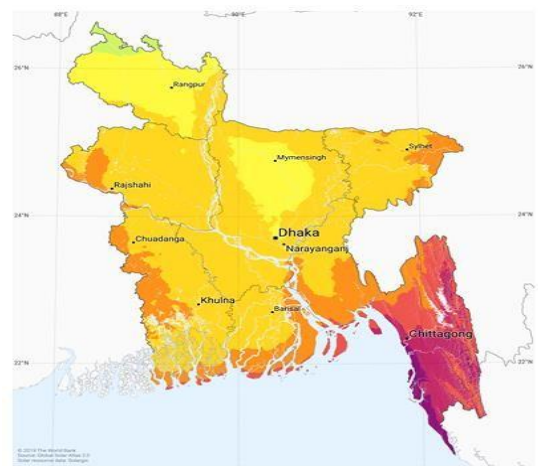 88°E 90°E 92°E
26°N 26°N
Rangpur
Sylhet
Mymensingh
Rajshahi
24°N 24°N
Dhaka
Chuadanga
Narayanganj
Khulna
Barisal
Chittagong
22°N 22°N
© 2019 The World Bank
Source: Global Solar Atlas 2.0
Solar resource data: Solargis